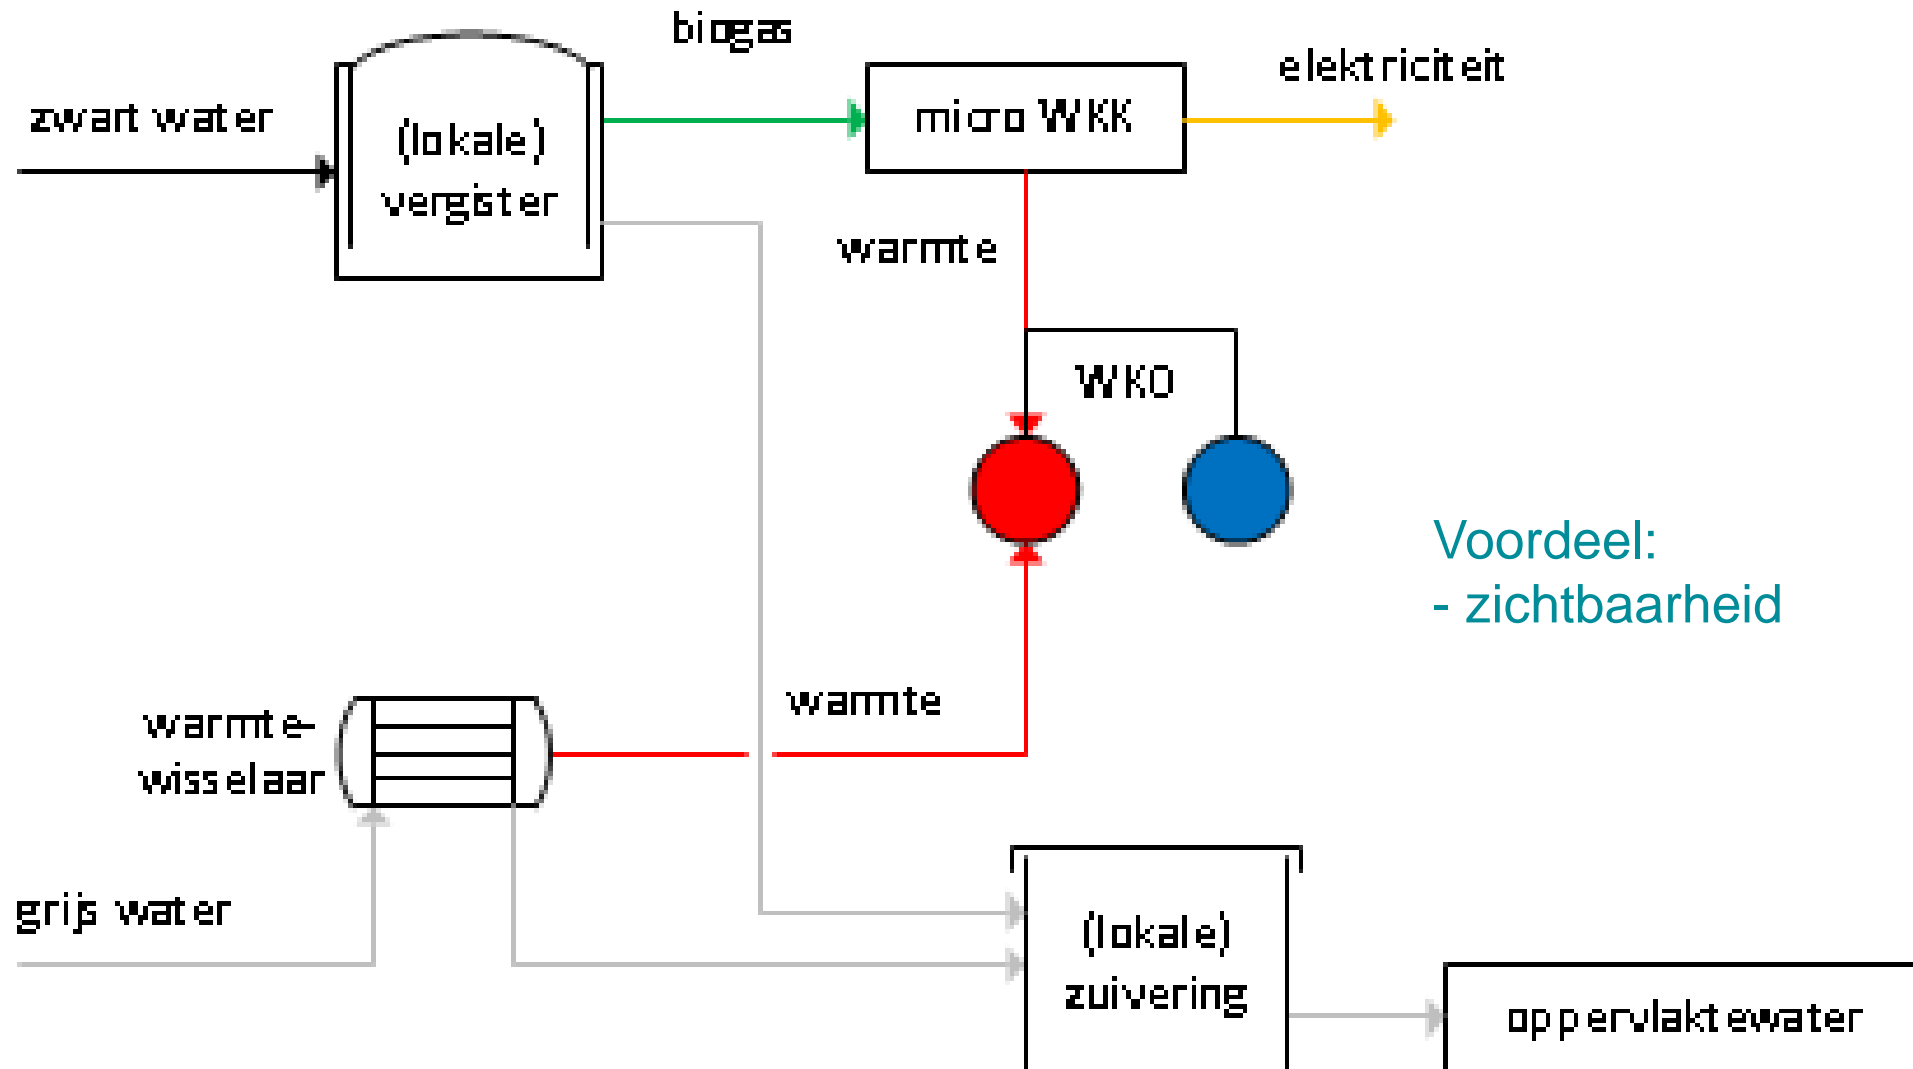 biogas
elektriciteit
zwart water
micro WKK
(lokale)
vergister
warmte
WKO
Voordeel:
- zichtbaarheid
warmte
warmte-
wisselaar
grijs water
(lokale)
zuivering
oppervlaktewater